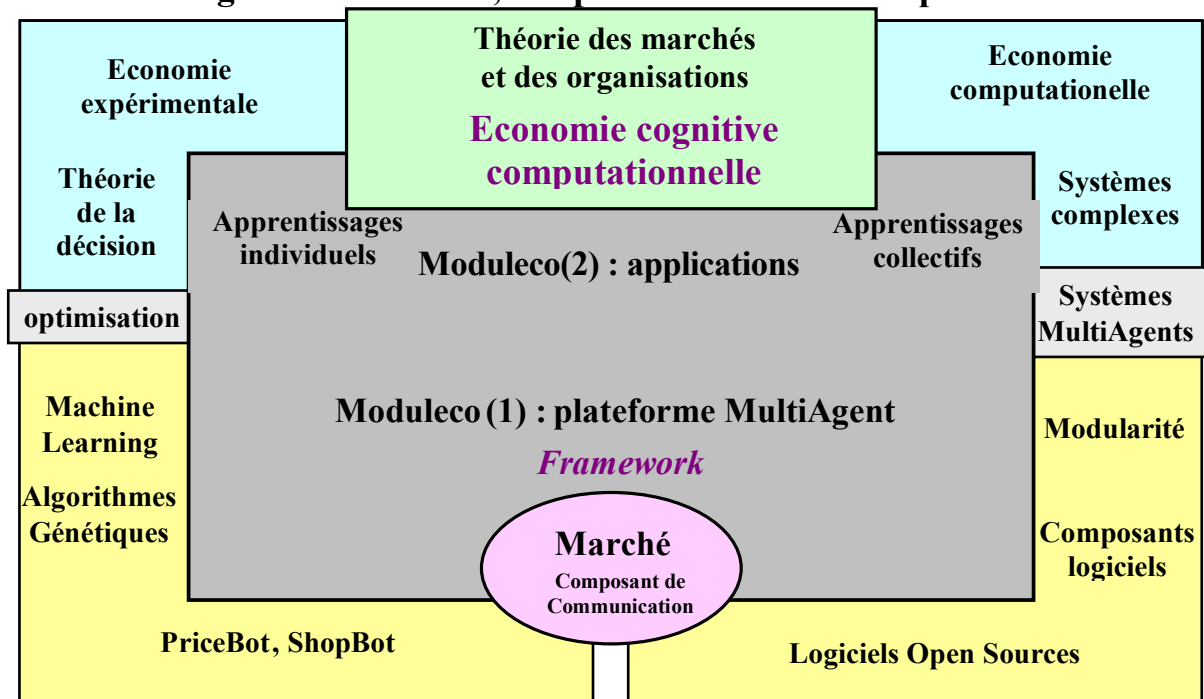 Théorie des marchés
et des organisations
Economie cognitive
computationnelle
Economie
expérimentale
Economie
computationelle
Théorie
de la
décision
Systèmes
complexes
Apprentissages
individuels
Apprentissages
collectifs
Moduleco(2) : applications
optimisation
Systèmes
MultiAgents
Machine
Learning
Moduleco (1) : plateforme MultiAgent
Framework
Modularité
Algorithmes
Génétiques
Marché
Composant de
Communication
Composants
logiciels
PriceBot, ShopBot
Logiciels Open Sources